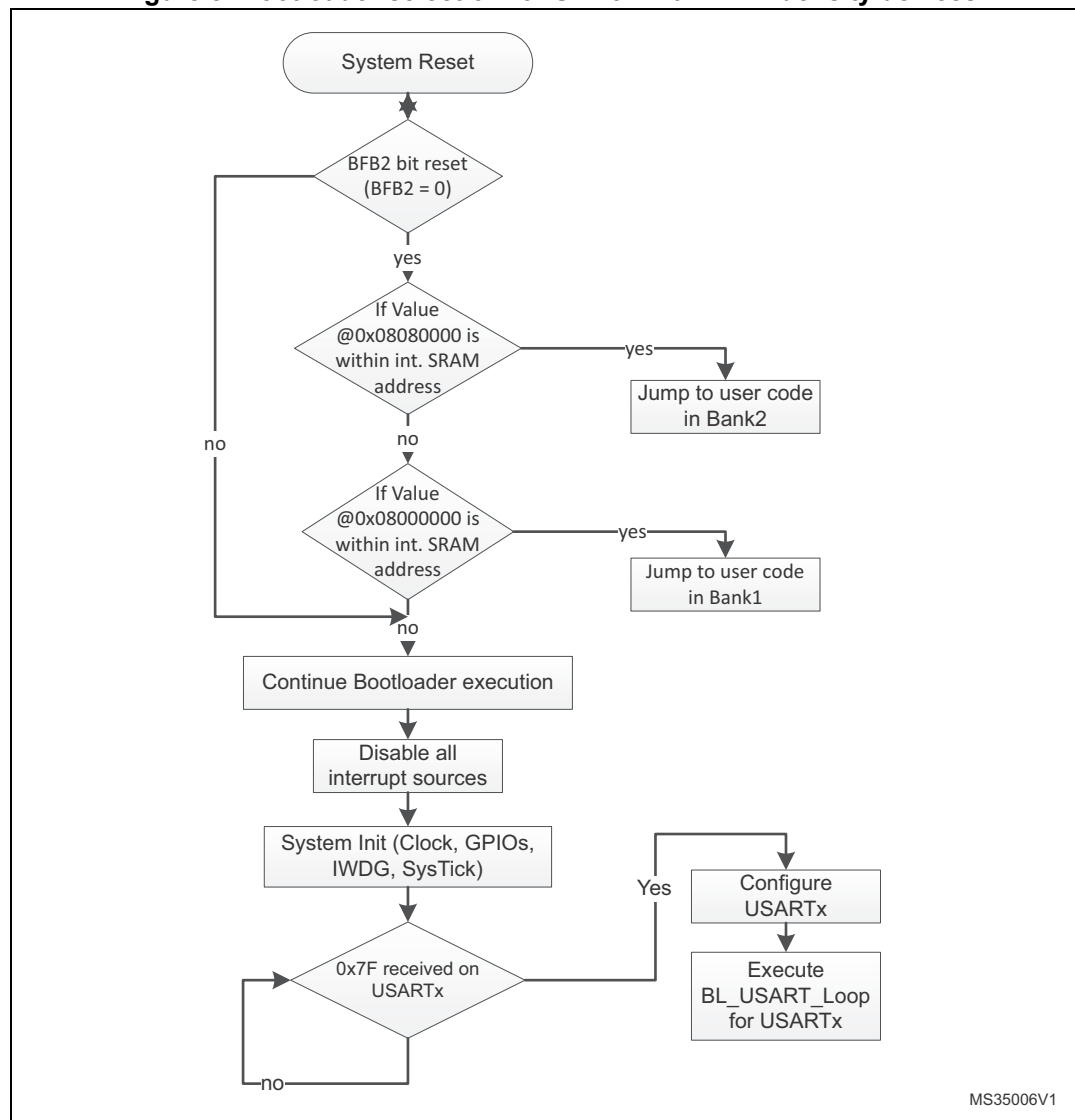 System Reset
BFB2 bit reset
(BFB2 = 0)
yes
If Value
@0x08080000 is
within int. SRAM
address
yes
Jump to user code
in Bank2
no
no
If Value
@0x08000000 is
within int. SRAM
address
yes
Jump to user code
in Bank1
no
Continue Bootloader execution
Disable all
interrupt sources
System Init (Clock, GPIOs,
IWDG, SysTick)
Yes
Configure
USARTx
0x7F received on
USARTx
Execute
BL_USART_Loop
for USARTx
no
MS35006V1